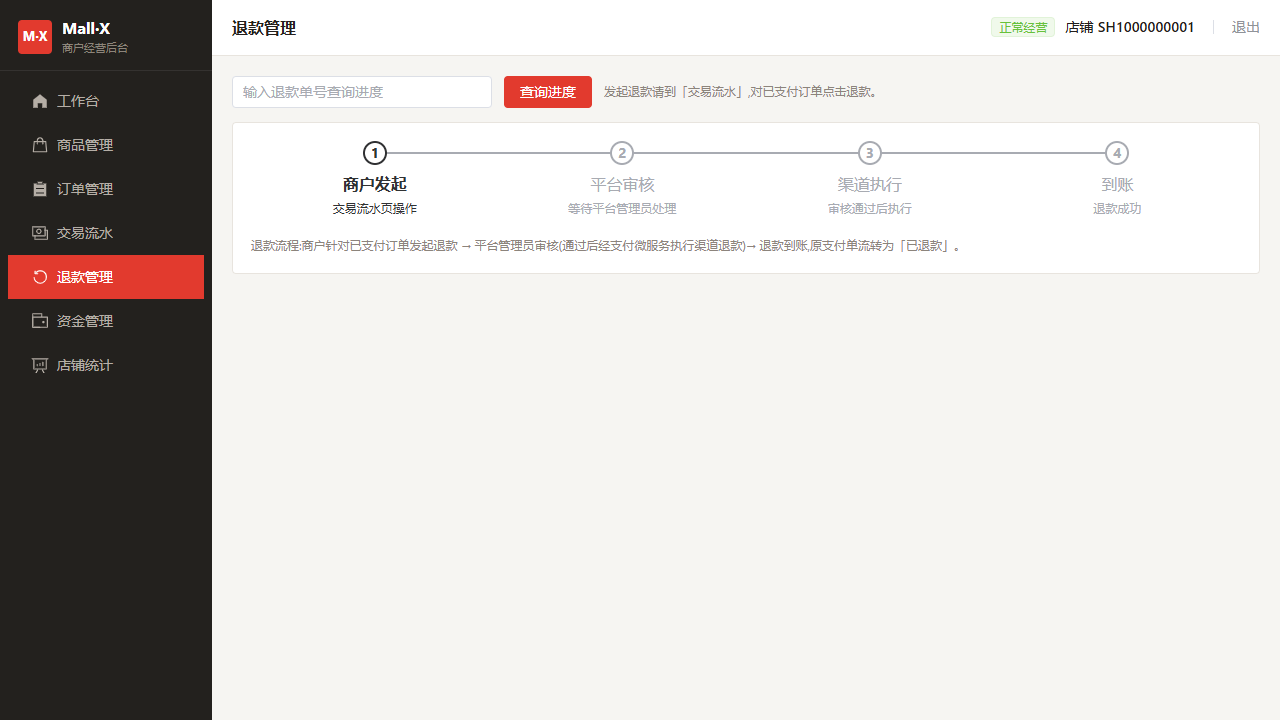 M·X
Mall·X
商户经营后台
工作台
商品管理
订单管理
交易流水
退款管理
资金管理
店铺统计
退款管理
正常经营 店铺 SH1000000001 退出
输入退款单号查询进度 查询进度 发起退款请到「交易流水」,对已支付订单点击退款。
1 2 3 4
商户发起 平台审核 渠道执行 到账
交易流水页操作 等待平台管理员处理 审核通过后执行 退款成功
退款流程:商户针对已支付订单发起退款 → 平台管理员审核(通过后经支付微服务执行渠道退款)→ 退款到账,原支付单流转为「已退款」。